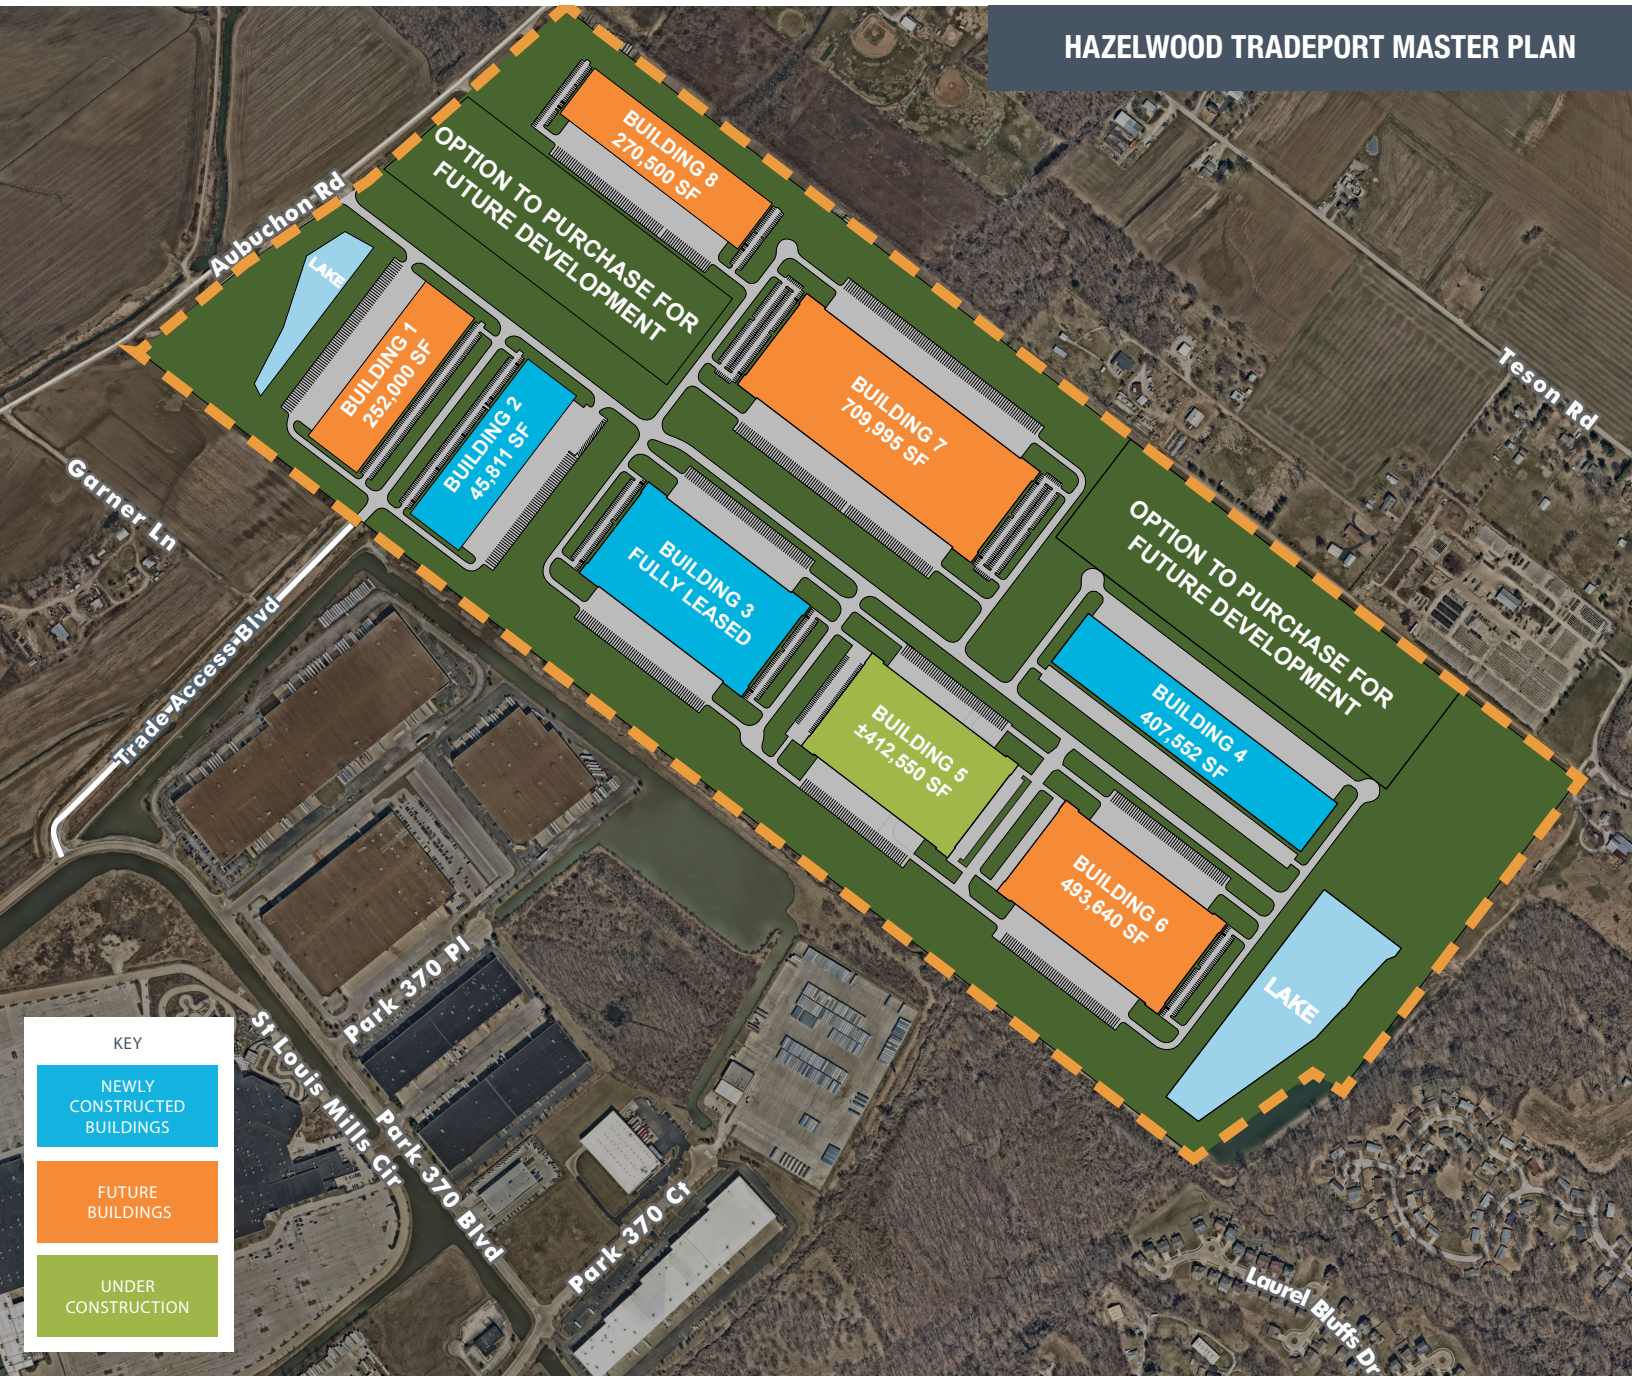 HAZELWOOD TRADEPORT MASTER PLAN
BUILDING 8
270,500 SF
OPTION TO PURCHASE FOR
FUTURE DEVELOPMENT
Aubuchon Rd
LAKE
BUILDING 1
252,000 SF
BUILDING 2
45,811 SF
BUILDING 7
709,995 SF
Teson Rd
Garner Ln
BUILDING 3
FULLY LEASED
OPTION TO PURCHASE FOR
FUTURE DEVELOPMENT
Trade Access Blvd
BUILDING 4
407,552 SF
BUILDING 5
±412,550 SF
BUILDING 6
493,640 SF
LAKE
Park 370 Pl
St Louis Mills Cir
Park 370 Blvd
Park 370 Ct
Laurel Bluffs Dr
KEY
NEWLY
CONSTRUCTED
BUILDINGS
FUTURE
BUILDINGS
UNDER
CONSTRUCTION